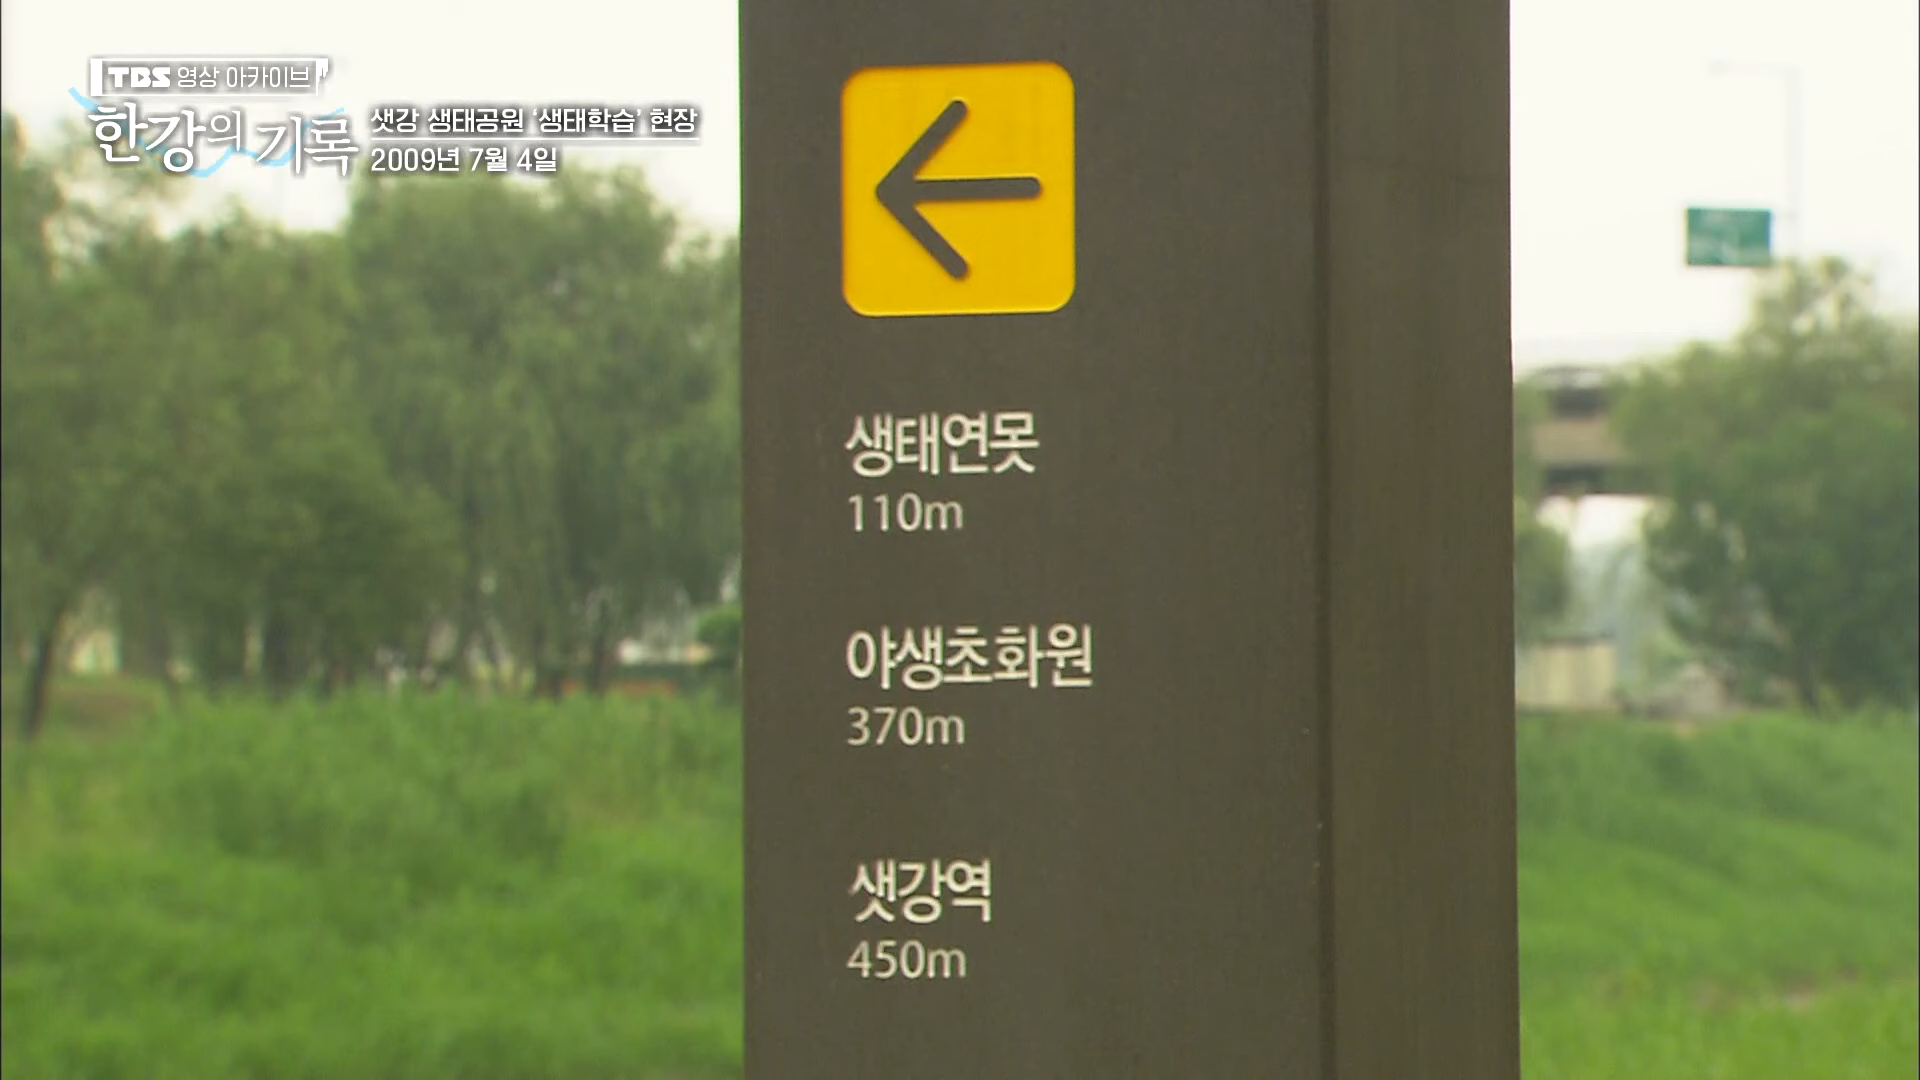 TBS 영상 아카이브
한강의 기록
샛강 생태공원 ‘생태학습’ 현장
2009년 7월 4일
생태연못
110m
야생초화원
370m
샛강역
450m